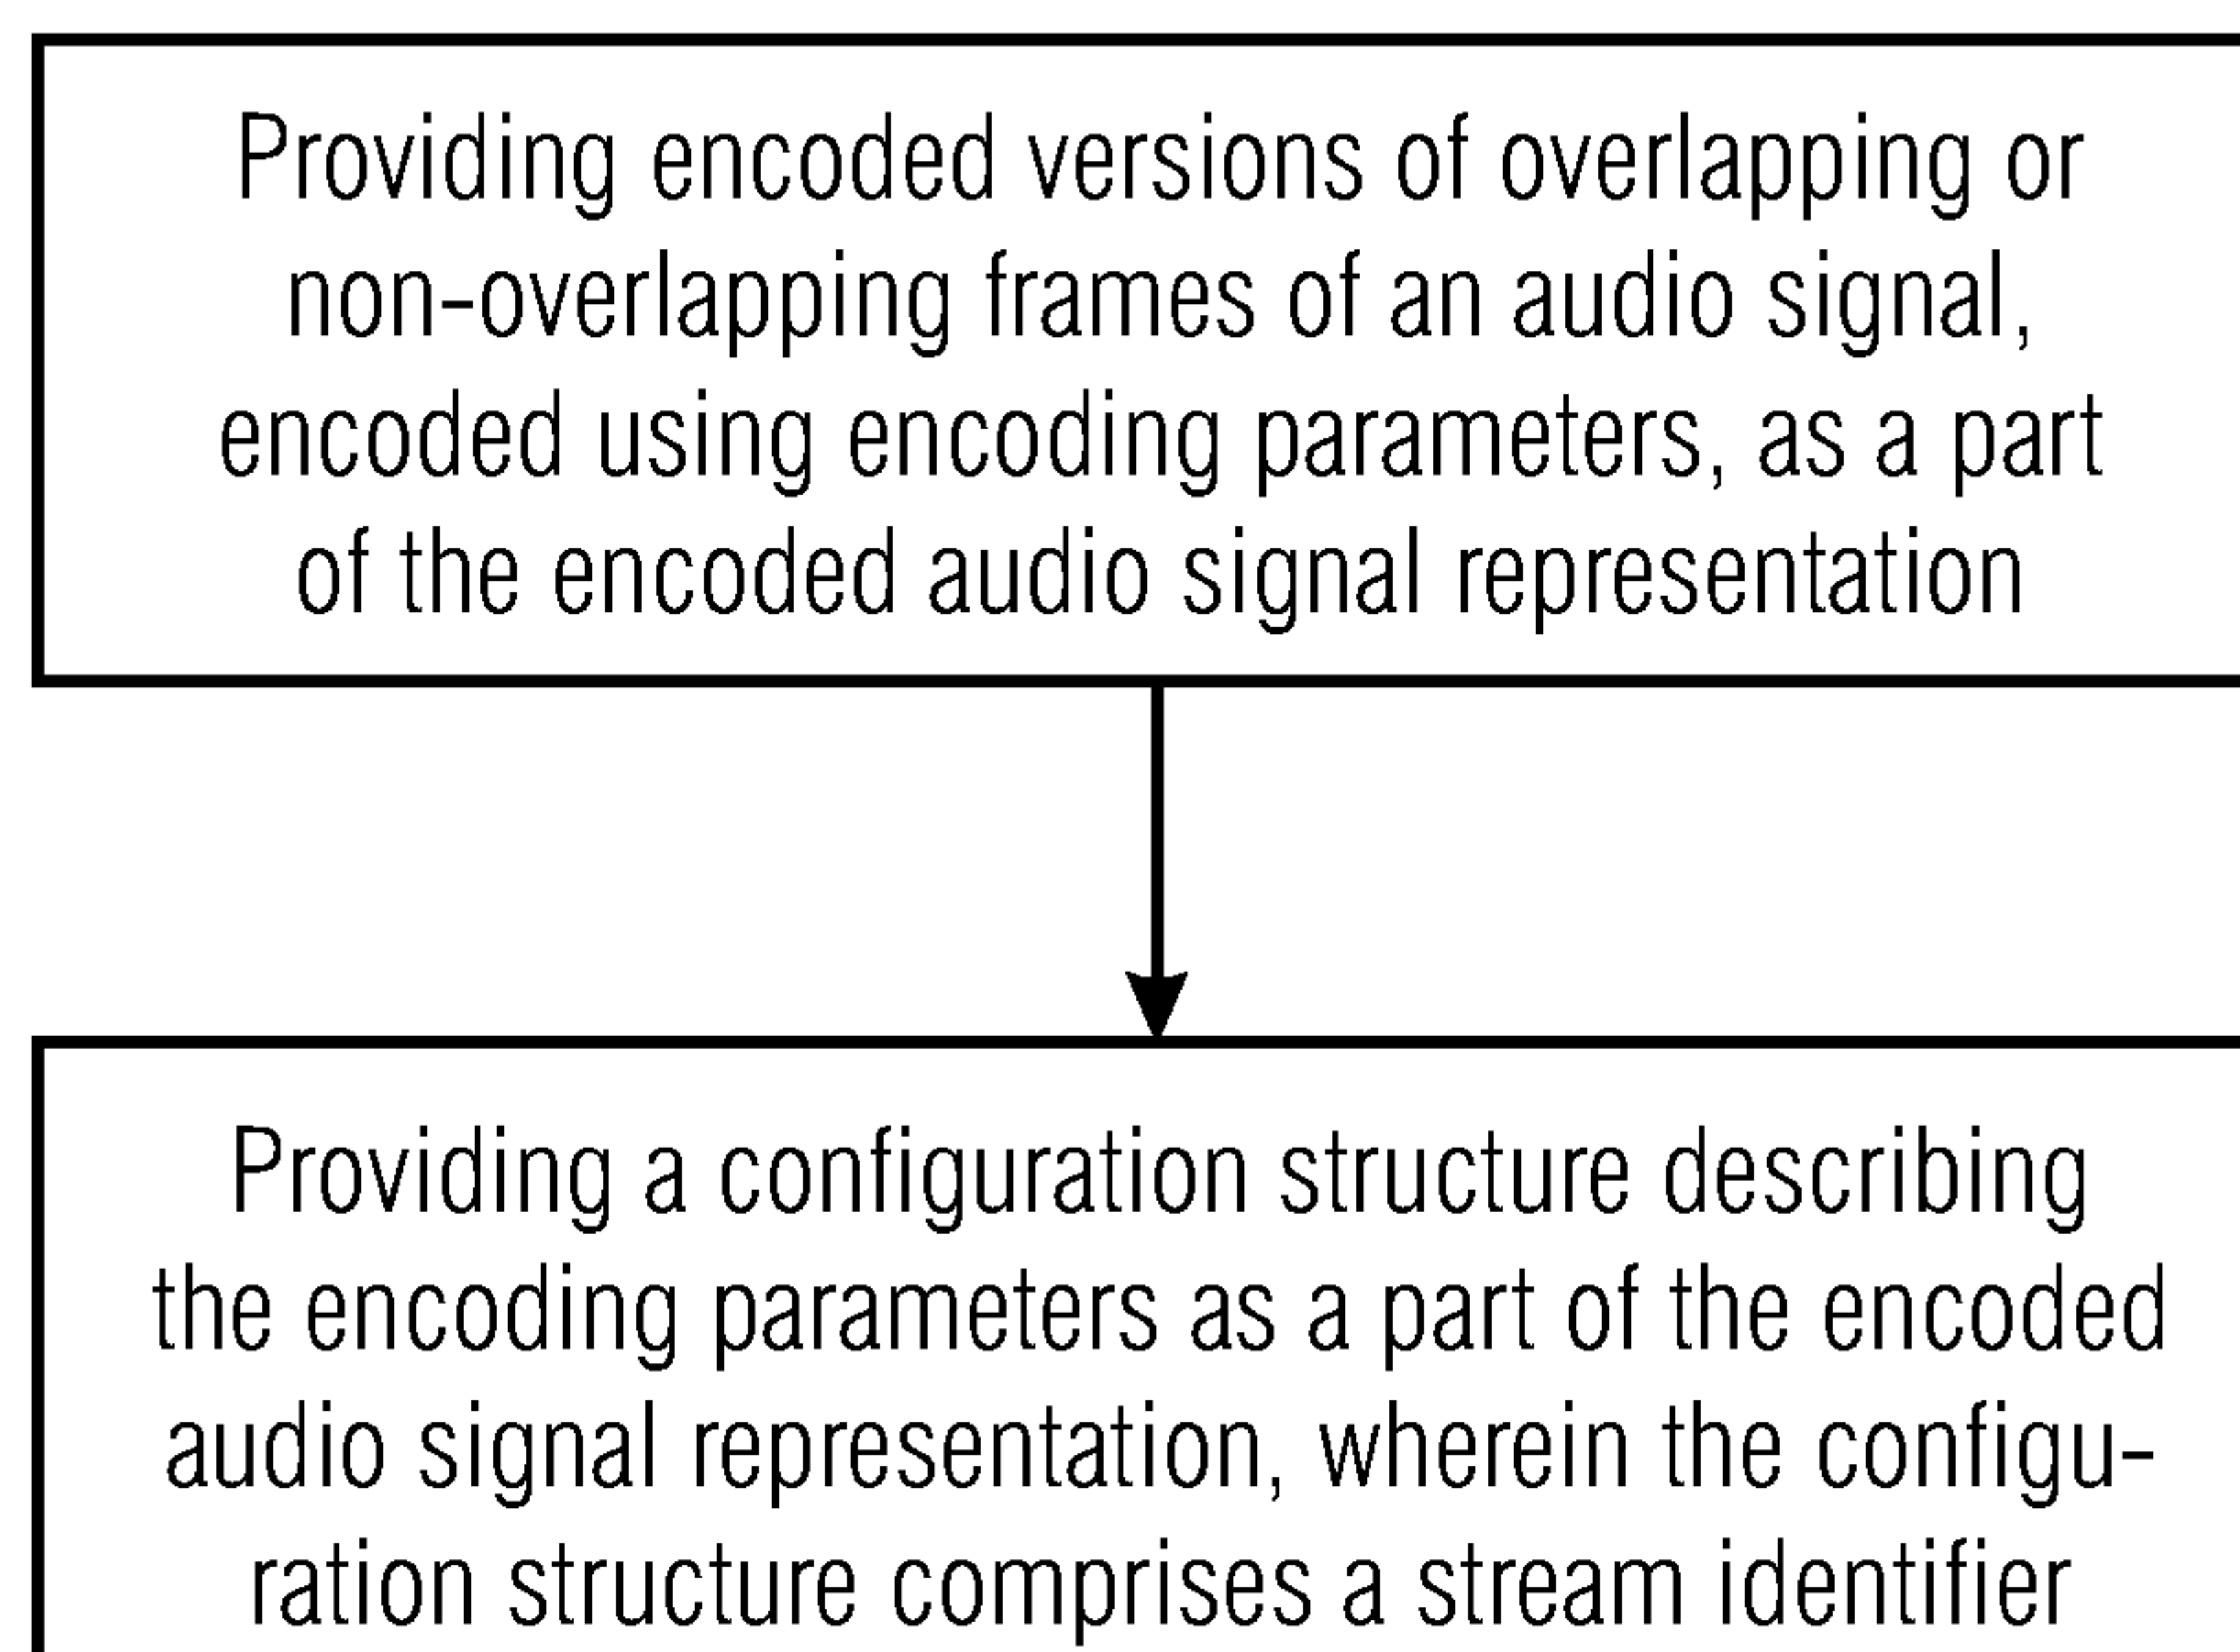 Providing encoded versions of overlapping or
non-overlapping frames of an audio signal,
encoded using encoding parameters, as a part
of the encoded audio signal representation
Providing a configuration structure describing
the encoding parameters as a part of the encoded
audio signal representation, wherein the configu-
ration structure comprises a stream identifier